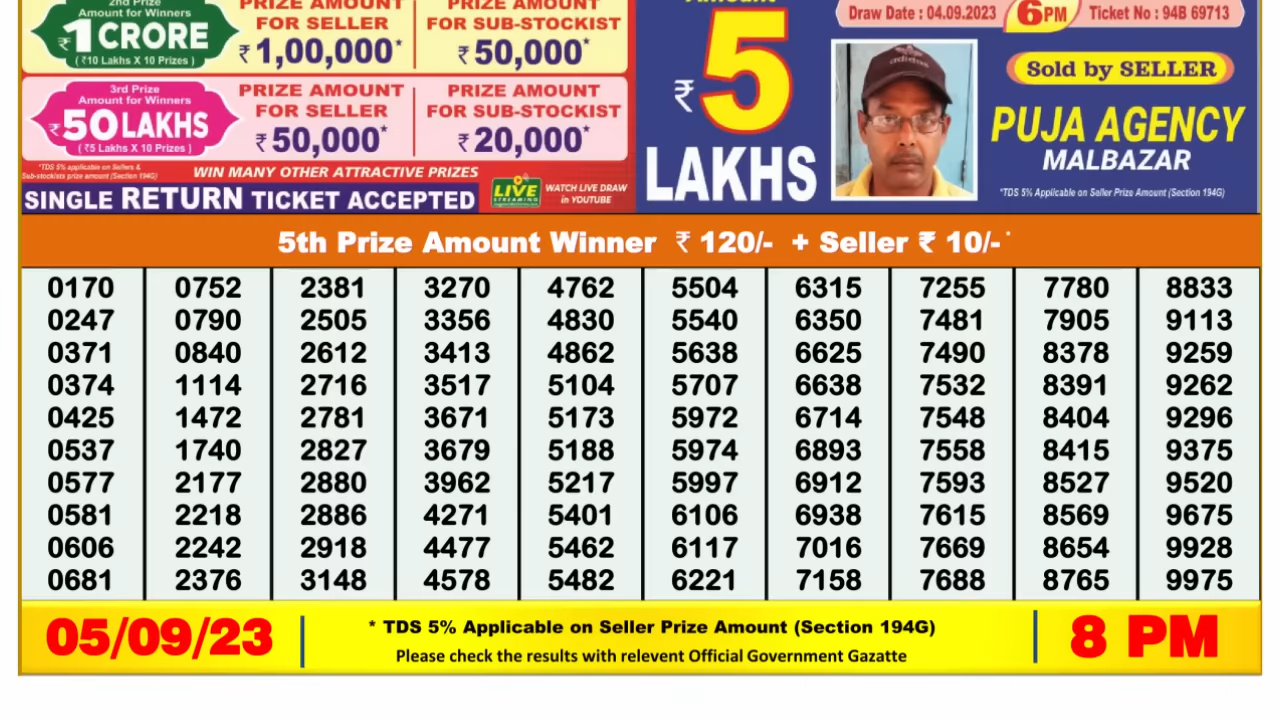 2nd Prize
Amount for Winners
₹ 1 CRORE
( ₹10 Lakhs X 10 Prizes )
PRIZE AMOUNT
FOR SELLER
₹ 1,00,000*
PRIZE AMOUNT
FOR SUB-STOCKIST
₹ 50,000*
3rd Prize
Amount for Winners
₹ 50 LAKHS
( ₹5 Lakhs X 10 Prizes )
PRIZE AMOUNT
FOR SELLER
₹ 50,000*
PRIZE AMOUNT
FOR SUB-STOCKIST
₹ 20,000*
*TDS 5% applicable on Sellers &
Sub-stockists prize amount (Section 194G)
WIN MANY OTHER ATTRACTIVE PRIZES
SINGLE RETURN TICKET ACCEPTED
LIVE
STREAMING
WATCH LIVE DRAW
in YOUTUBE
Amount
₹ 5
LAKHS
Draw Date : 04.09.2023 6PM Ticket No : 94B 69713
adidas
Sold by SELLER
PUJA AGENCY
MALBAZAR
*TDS 5% Applicable on Seller Prize Amount (Section 194G)
5th Prize Amount Winner ₹ 120/- + Seller ₹ 10/- *
0170 0752 2381 3270 4762 5504 6315 7255 7780 8833
0247 0790 2505 3356 4830 5540 6350 7481 7905 9113
0371 0840 2612 3413 4862 5638 6625 7490 8378 9259
0374 1114 2716 3517 5104 5707 6638 7532 8391 9262
0425 1472 2781 3671 5173 5972 6714 7548 8404 9296
0537 1740 2827 3679 5188 5974 6893 7558 8415 9375
0577 2177 2880 3962 5217 5997 6912 7593 8527 9520
0581 2218 2886 4271 5401 6106 6938 7615 8569 9675
0606 2242 2918 4477 5462 6117 7016 7669 8654 9928
0681 2376 3148 4578 5482 6221 7158 7688 8765 9975
05/09/23
* TDS 5% Applicable on Seller Prize Amount (Section 194G)
Please check the results with relevent Official Government Gazatte
8 PM